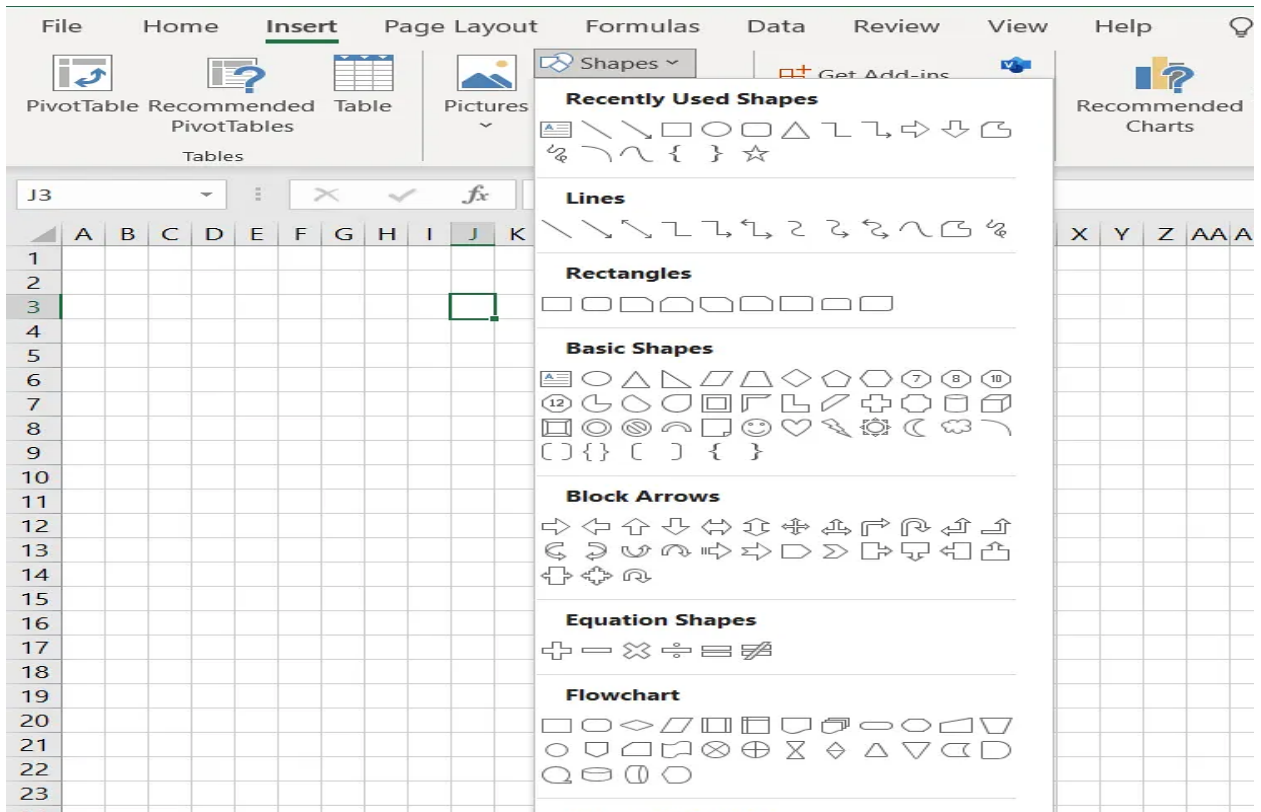 File Home Insert Page Layout Formulas Data Review View Help
Shapes
Get Add-ins
PivotTable Recommended PivotTables Table Pictures Recommended Charts
Tables
J3 fx
A B C D E F G H I J K X Y Z AA A
1
2
3
4
5
6
7
8
9
10
11
12
13
14
15
16
17
18
19
20
21
22
23
Recently Used Shapes
A
{ }
Lines
Rectangles
Basic Shapes
A 7 8 10
12
{ } ( ) { }
Block Arrows
Equation Shapes
Flowchart